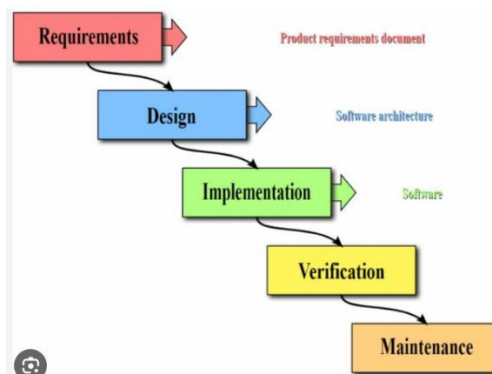 Requirements
Product requirements document
Design
Software architecture
Implementation
Software
Verification
Maintenance